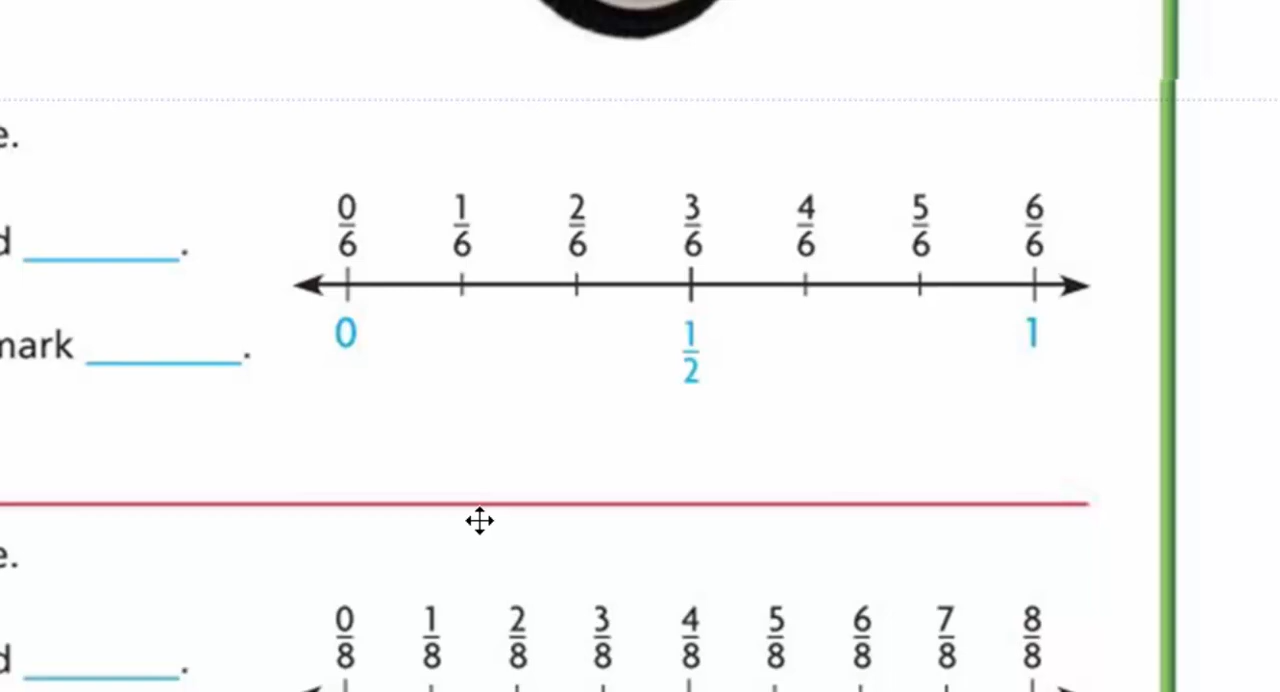 e.
0/6 1/6 2/6 3/6 4/6 5/6 6/6
d ________.
0 1/2 1
mark ________.
e.
0/8 1/8 2/8 3/8 4/8 5/8 6/8 7/8 8/8
d ________.